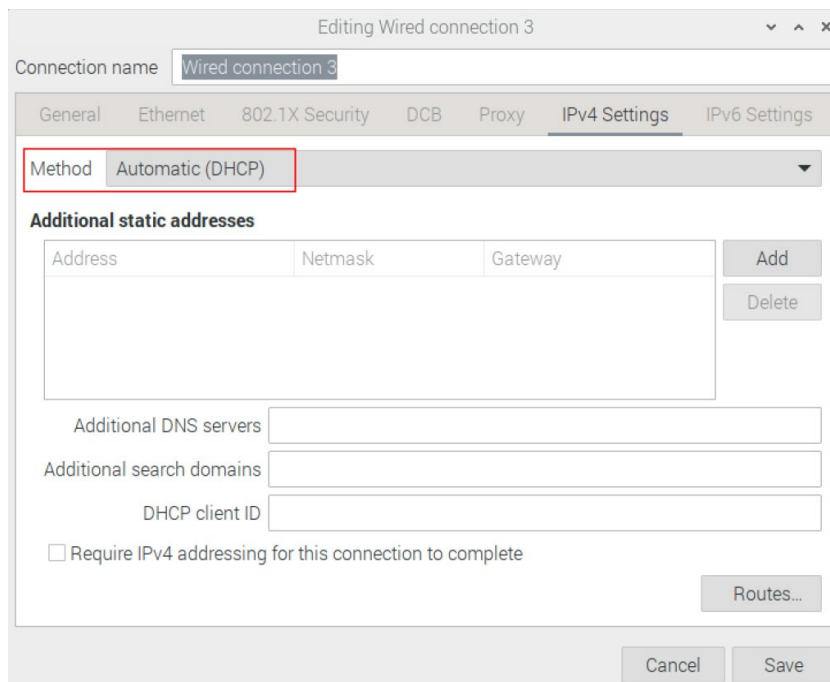 Editing Wired connection 3
Connection name Wired connection 3
General Ethernet 802.1X Security DCB Proxy IPv4 Settings IPv6 Settings
Method Automatic (DHCP)
Additional static addresses
Address Netmask Gateway Add
Delete
Additional DNS servers
Additional search domains
DHCP client ID
Require IPv4 addressing for this connection to complete
Routes...
Cancel Save